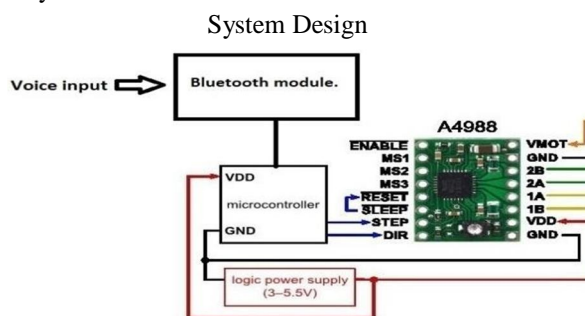 System Design
Voice input
Bluetooth module.
A4988
VDD
microcontroller
GND
ENABLE
MS1
MS2
MS3
RESET
SLEEP
STEP
DIR
VMOT
GND
2B
2A
1A
1B
VDD
GND
logic power supply
(3–5.5V)